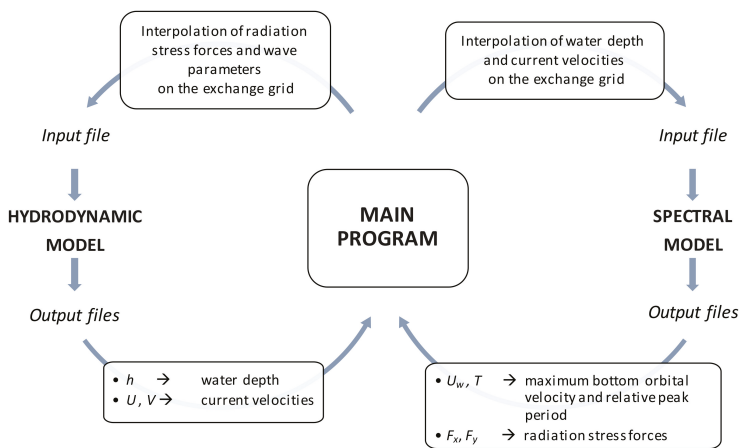 Interpolation of radiation
stress forces and wave
parameters
on the exchange grid
Interpolation of water depth
and current velocities
on the exchange grid
Input file
Input file
HYDRODYNAMIC
MODEL
MAIN
PROGRAM
SPECTRAL
MODEL
Output files
Output files
• h → water depth
• U, V → current velocities
• Uw, T → maximum bottom orbital
velocity and relative peak
period
• Fx, Fy → radiation stress forces